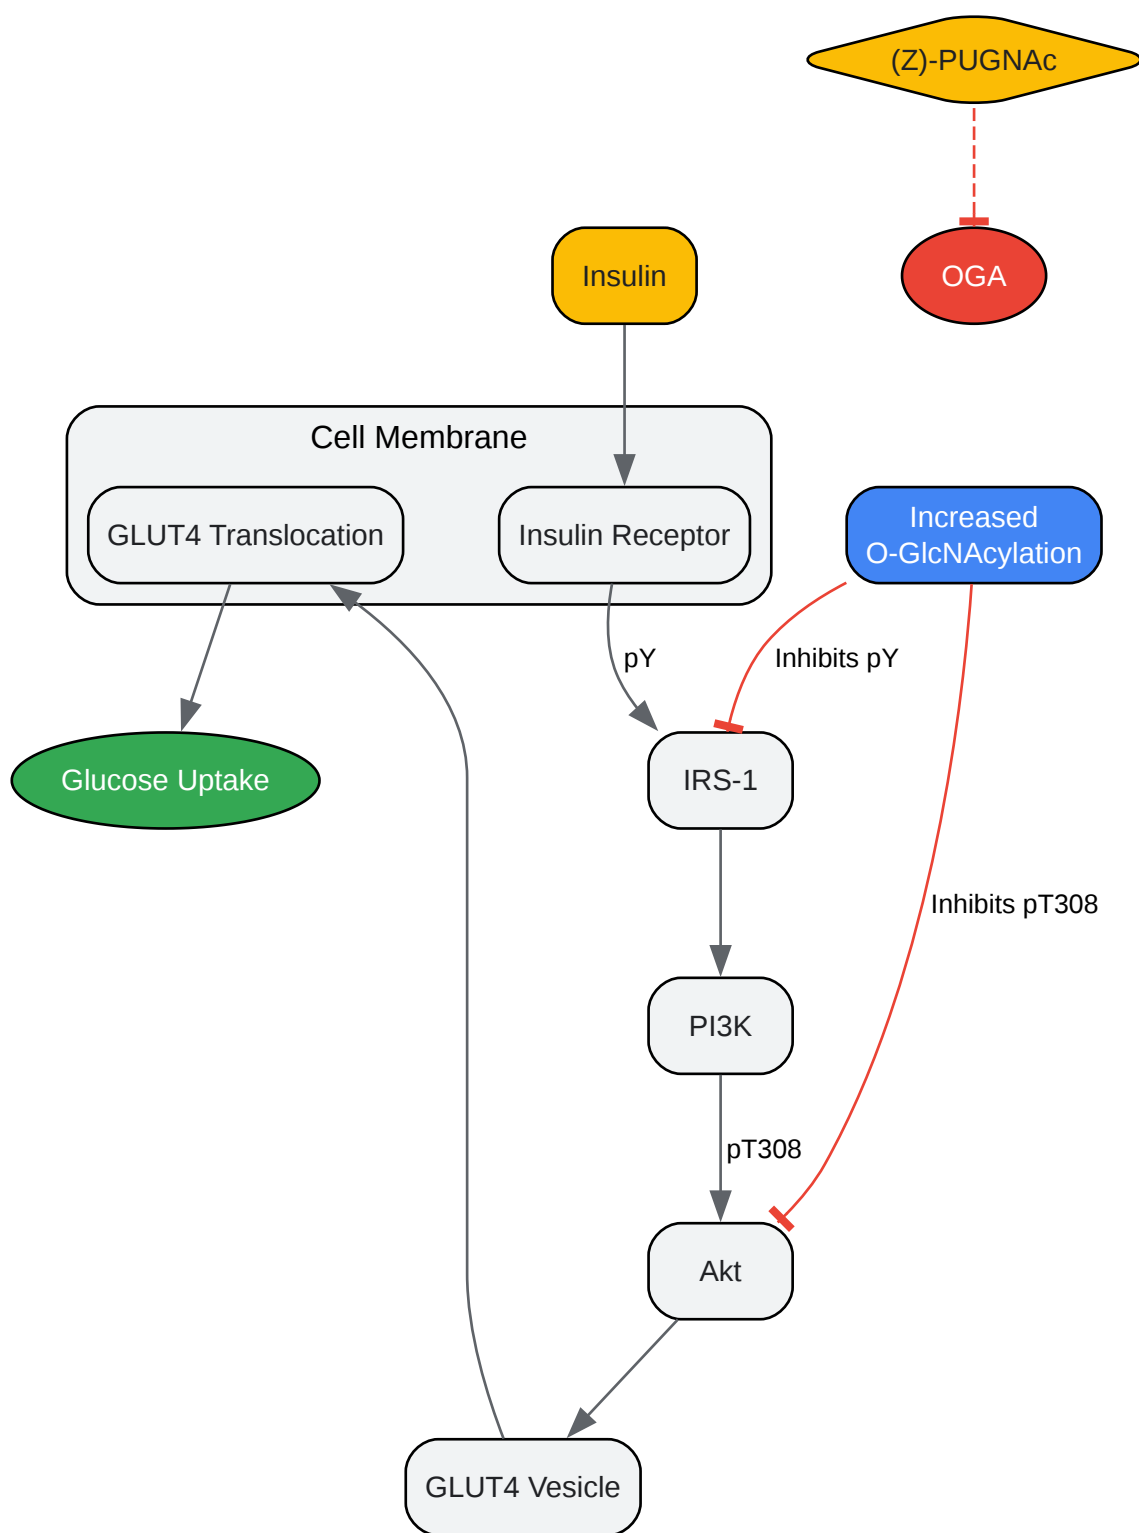 (Z)-PUGNAc
OGA
Insulin
Cell Membrane
GLUT4 Translocation
Insulin Receptor
Increased
O-GlcNAcylation
pY
Inhibits pY
Glucose Uptake
IRS-1
Inhibits pT308
PI3K
pT308
Akt
GLUT4 Vesicle